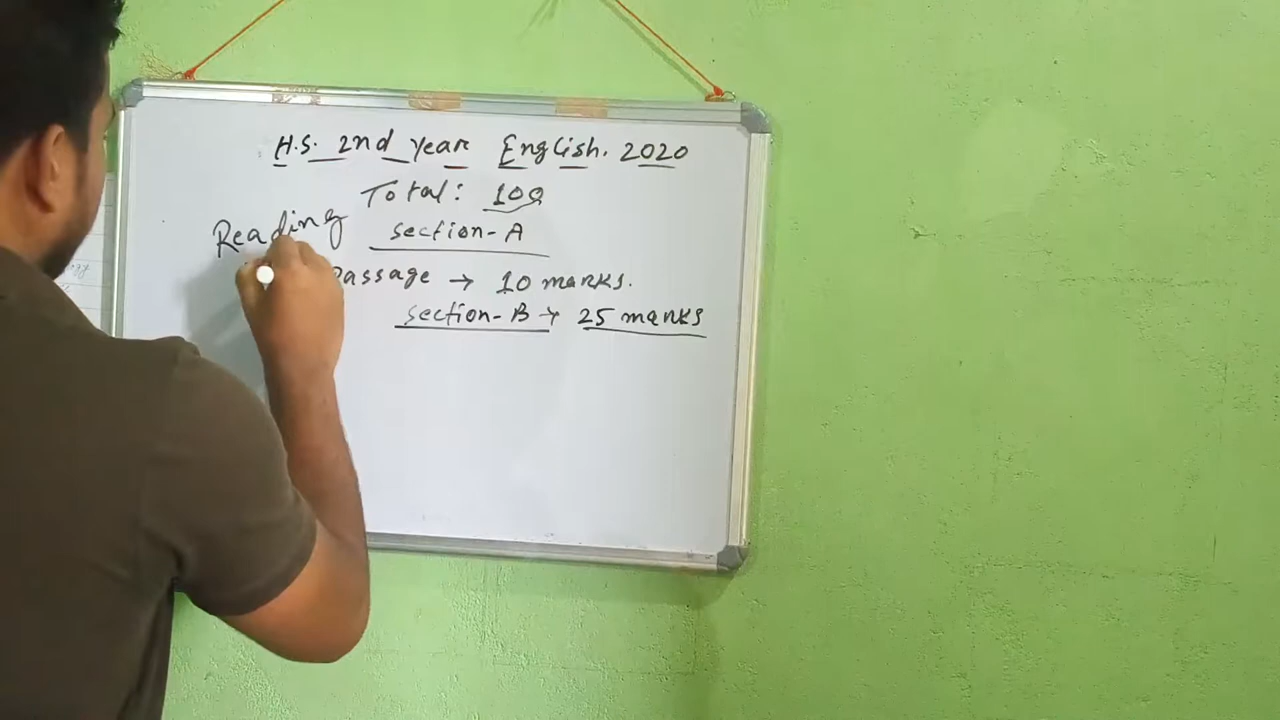 H.S. 2nd year English. 2020
Total: 100
Reading section-A
Passage → 10 marks.
section-B → 25 marks